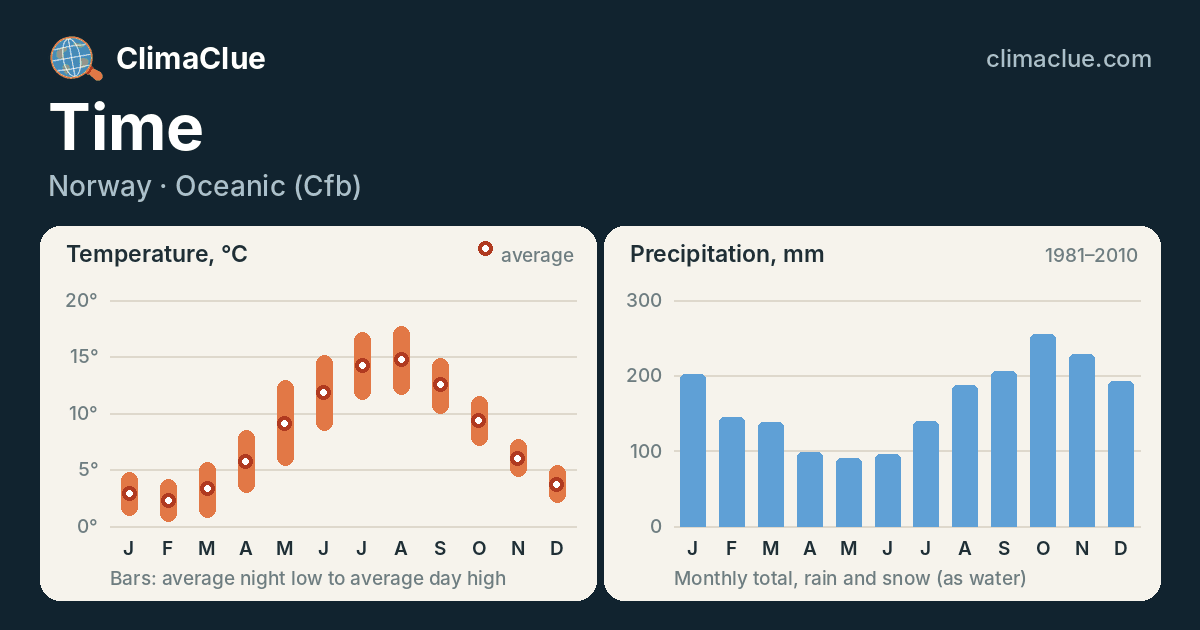 ClimaClue
climaclue.com
Time
Norway · Oceanic (Cfb)
Temperature, °C
average
20°
15°
10°
5°
0°
J F M A M J J A S O N D
Bars: average night low to average day high
Precipitation, mm
1981–2010
300
200
100
0
J F M A M J J A S O N D
Monthly total, rain and snow (as water)